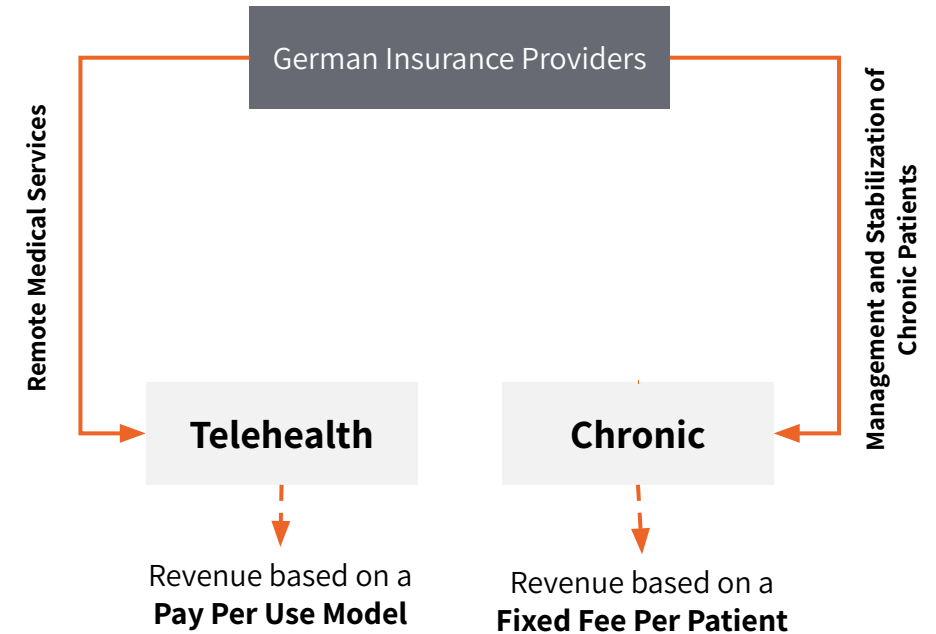 German Insurance Providers
Remote Medical Services
Management and Stabilization of
Chronic Patients
Telehealth
Chronic
Revenue based on a
Pay Per Use Model
Revenue based on a
Fixed Fee Per Patient